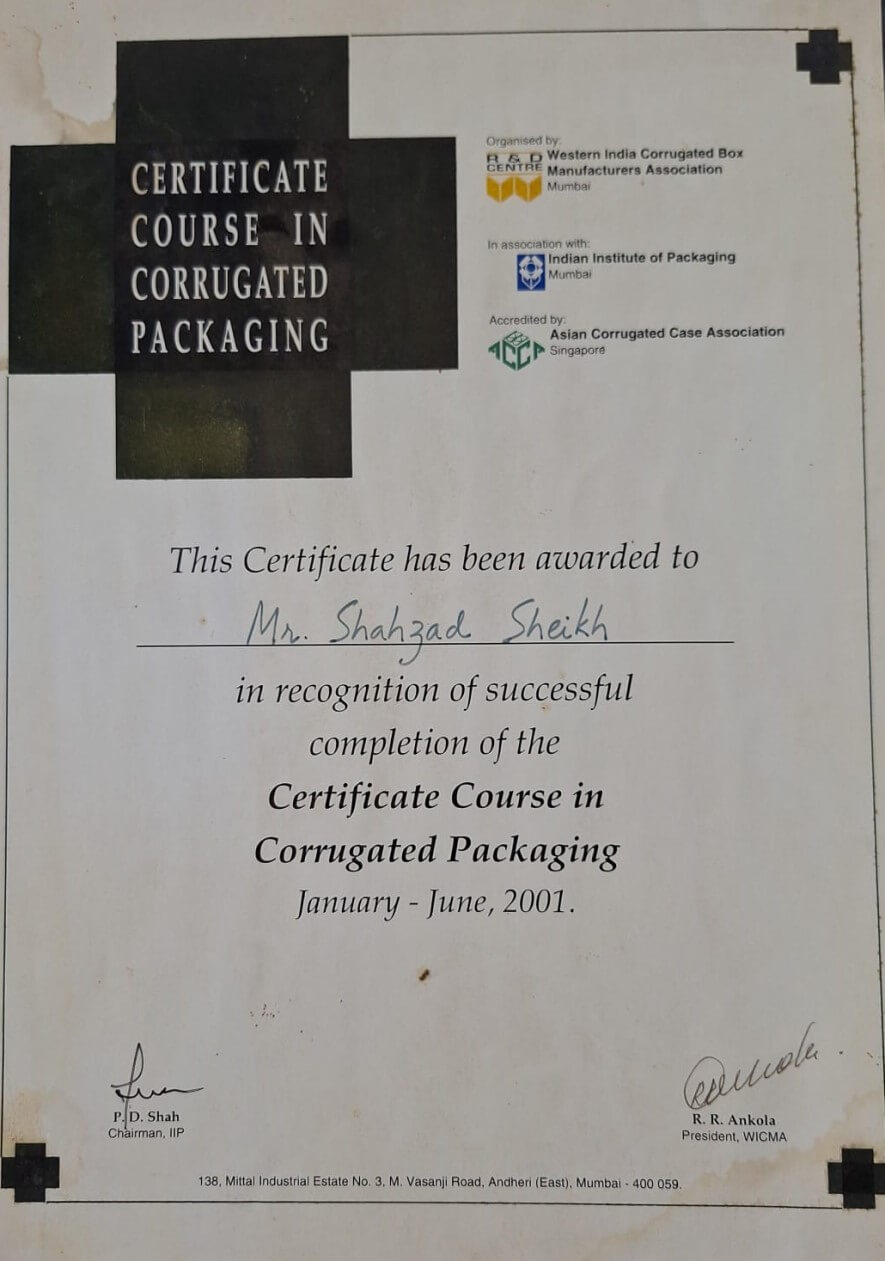 CERTIFICATE
COURSE IN
CORRUGATED
PACKAGING
Organised by:
R & D
CENTRE
Western India Corrugated Box
Manufacturers Association
Mumbai
In association with:
Indian Institute of Packaging
Mumbai
Accredited by:
ACCA
Asian Corrugated Case Association
Singapore
This Certificate has been awarded to
Mr. Shahzad Sheikh
in recognition of successful
completion of the
Certificate Course in
Corrugated Packaging
January - June, 2001.
P. D. Shah
Chairman, IIP
R. R. Ankola
President, WICMA
138, Mittal Industrial Estate No. 3, M. Vasanji Road, Andheri (East), Mumbai - 400 059.